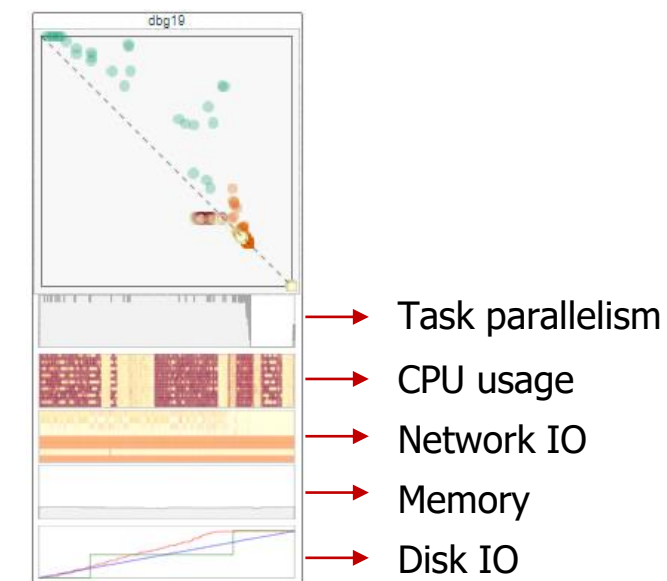 dbg19
Task parallelism
CPU usage
Network IO
Memory
Disk IO